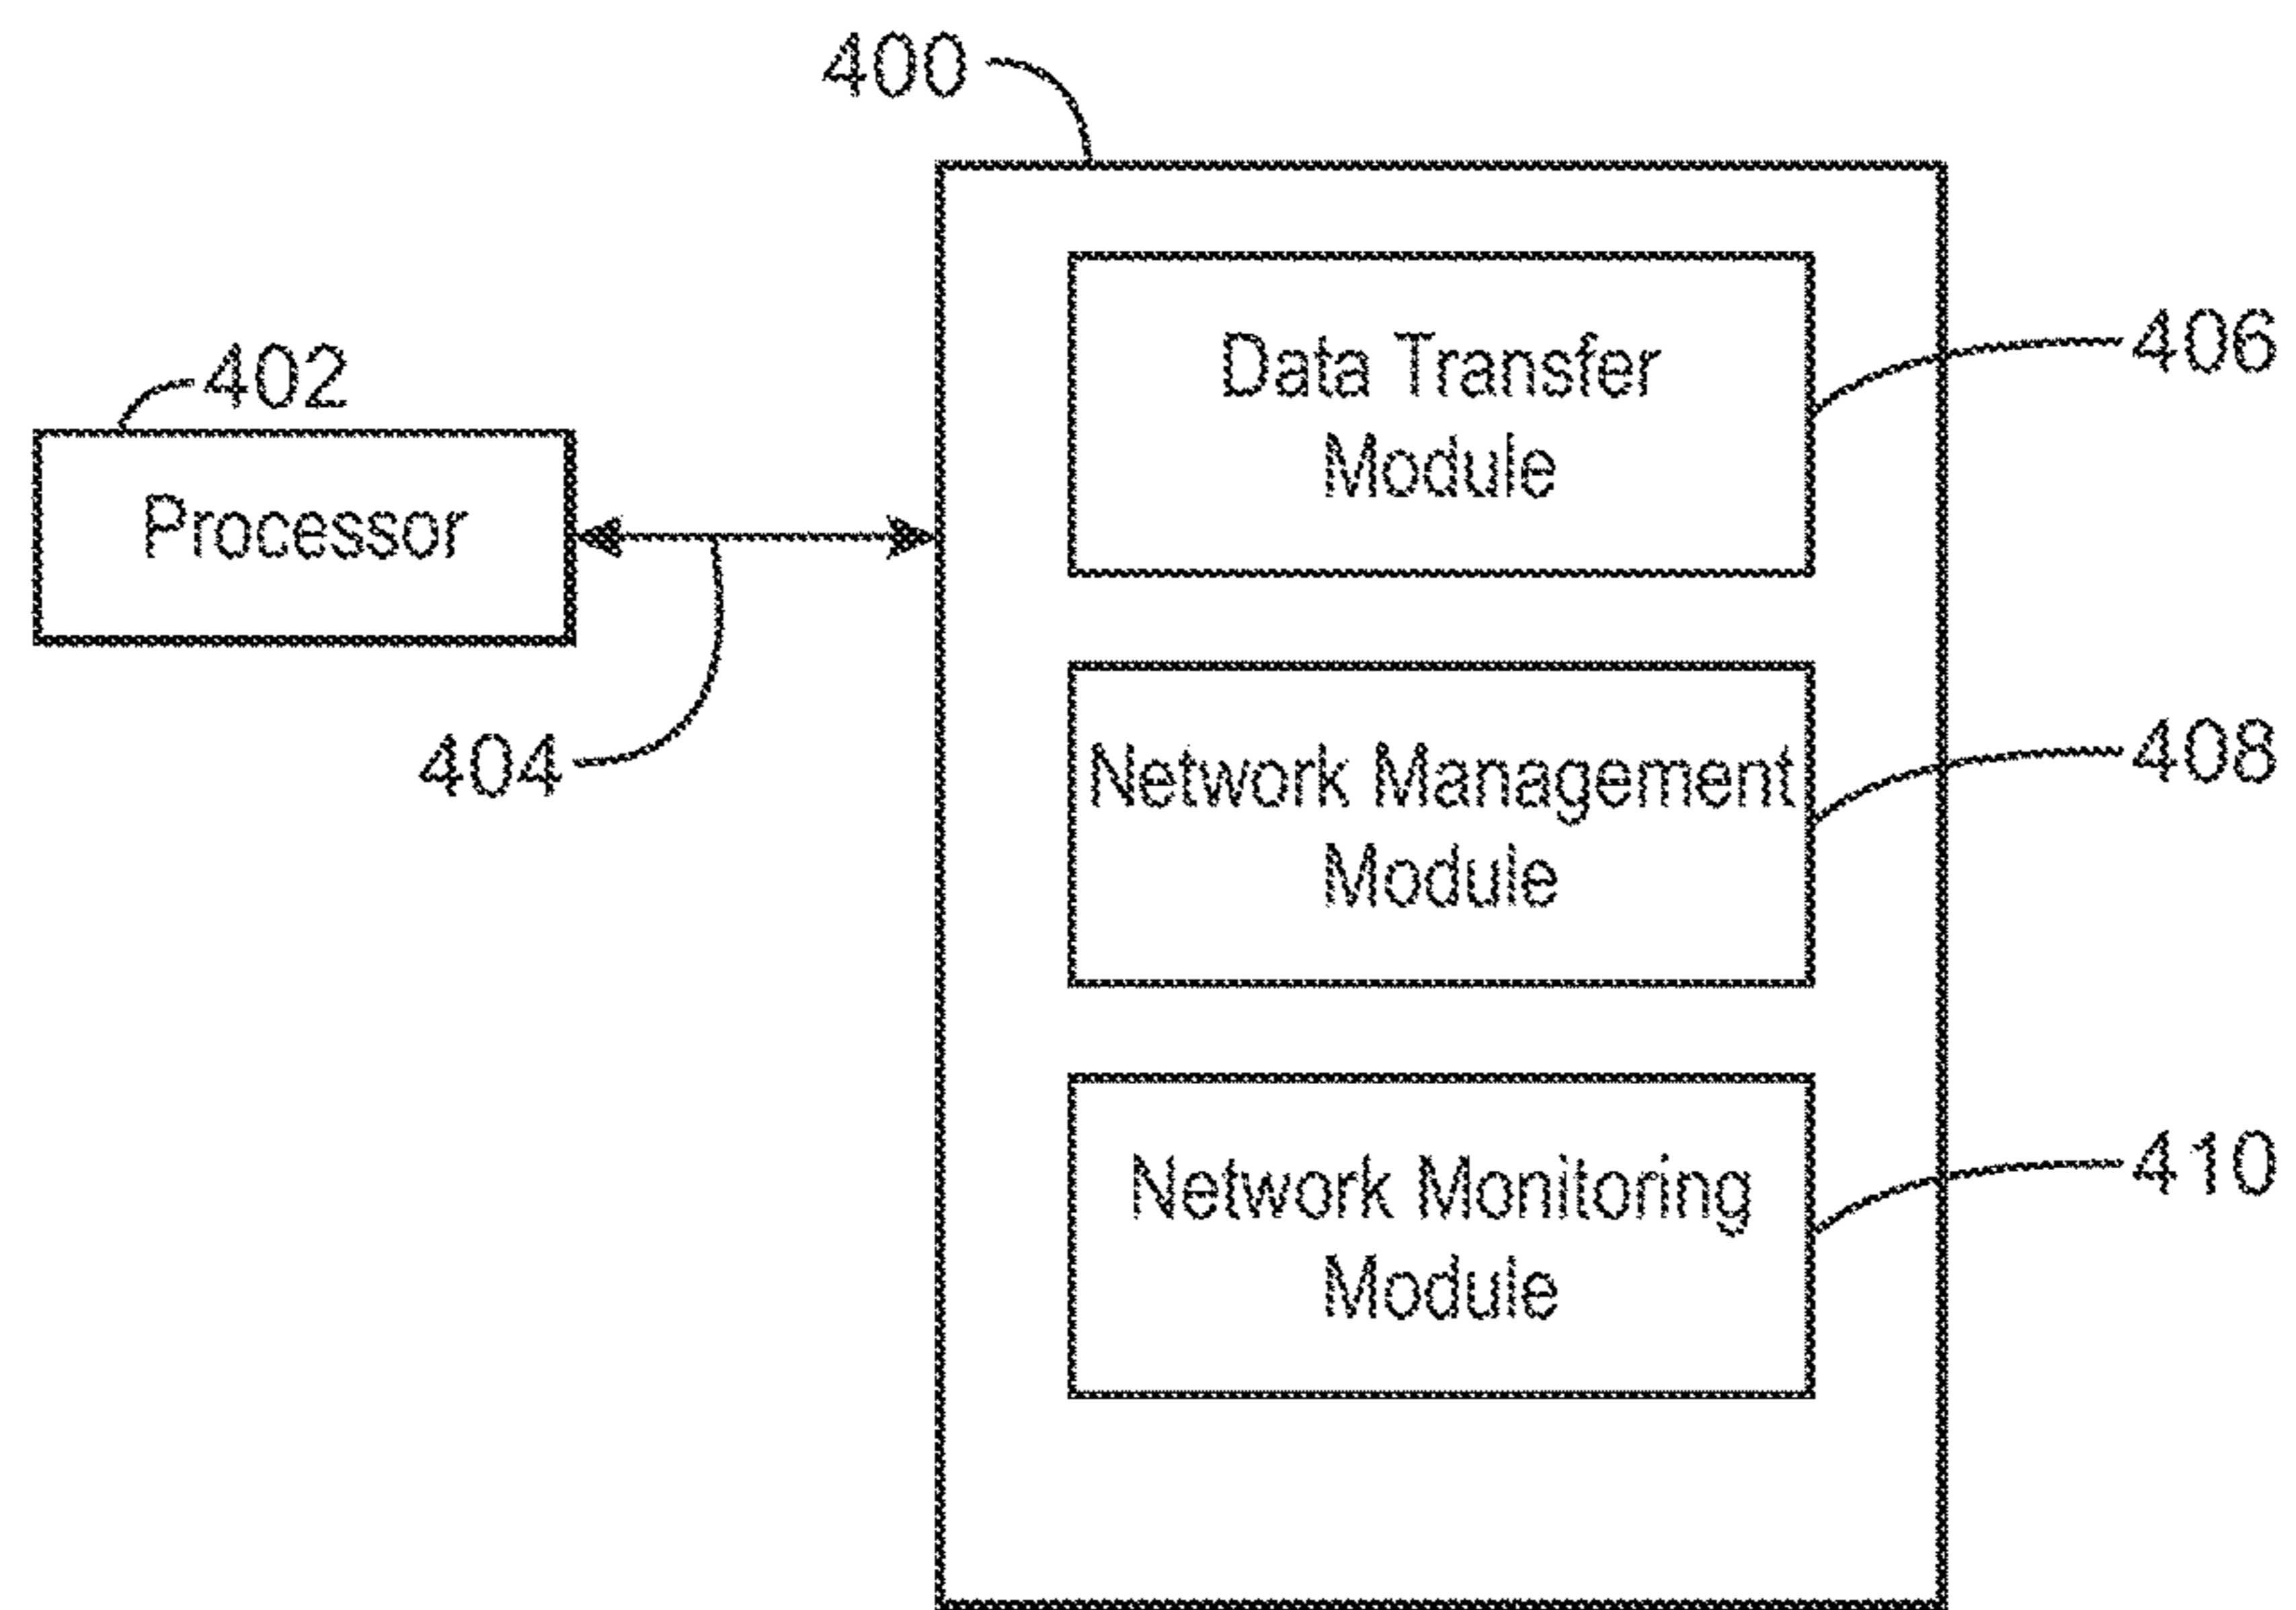 400
402
Processor
404
Data Transfer
Module
406
Network Management
Module
408
Network Monitoring
Module
410